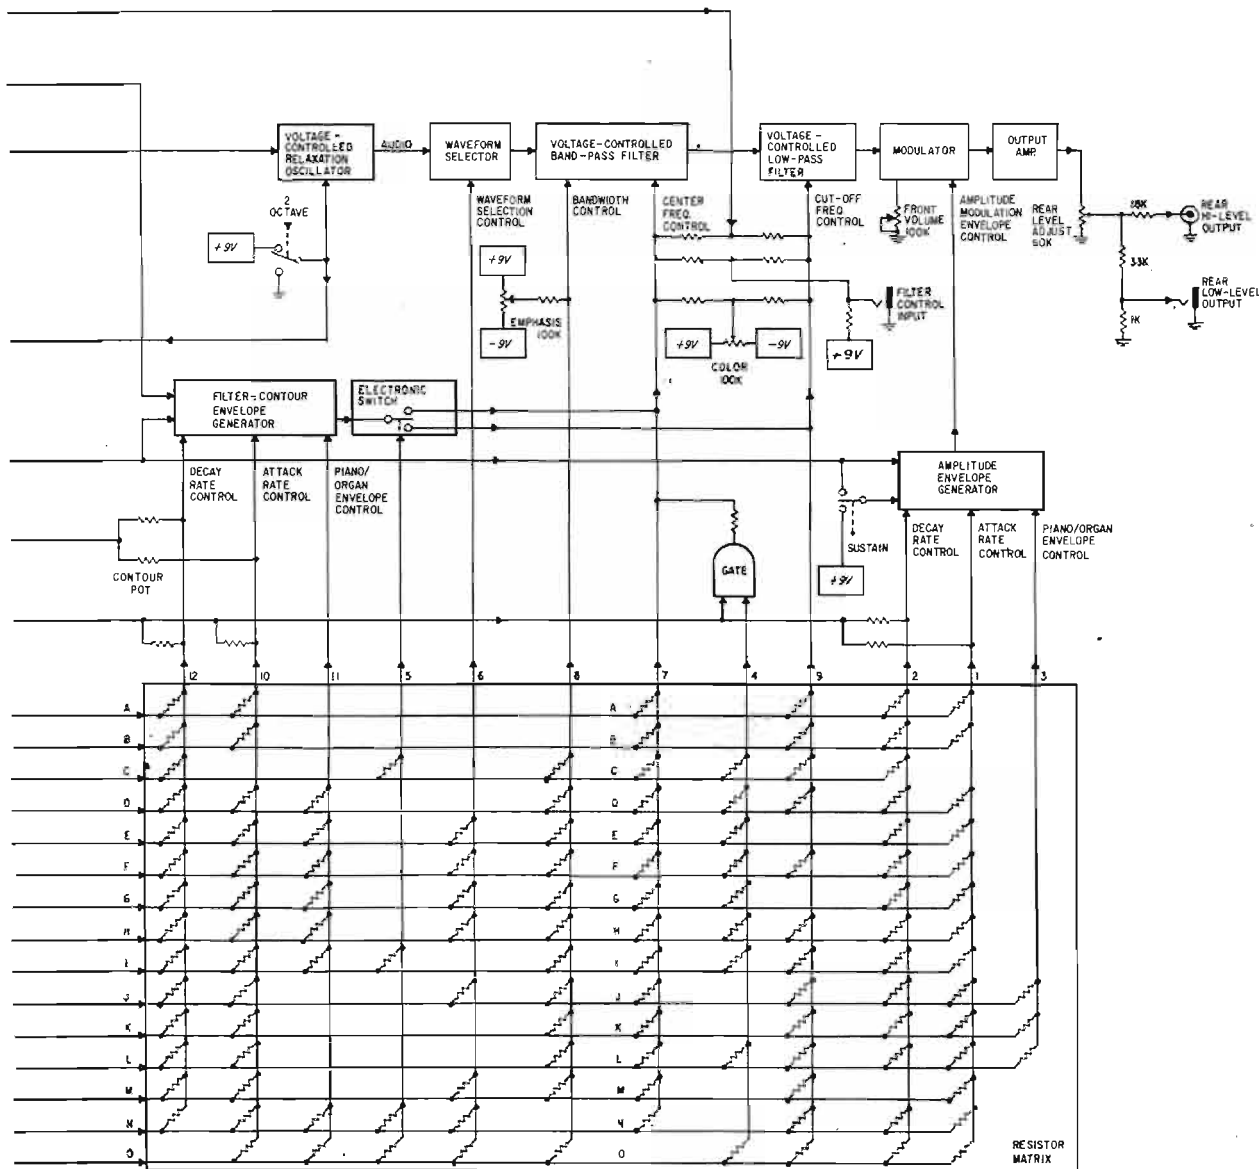 VOLTAGE-
CONTROLLED
RELAXATION
OSCILLATOR
AUDIO
WAVEFORM
SELECTOR
VOLTAGE-CONTROLLED
BAND-PASS FILTER
VOLTAGE-
CONTROLLED
LOW-PASS
FILTER
MODULATOR
OUTPUT
AMP.
2
OCTAVE
+9V
WAVEFORM
SELECTION
CONTROL
BANDWIDTH
CONTROL
CENTER
FREQ.
CONTROL
CUT-OFF
FREQ
CONTROL
FRONT
VOLUME
100K
AMPLITUDE
MODULATION
ENVELOPE
CONTROL
REAR
LEVEL
ADJUST
50K
REAR
HI-LEVEL
OUTPUT
33K
REAR
LOW-LEVEL
OUTPUT
1K
+9V
EMPHASIS
100K
-9V
+9V
-9V
COLOR
100K
FILTER
CONTROL
INPUT
+9V
FILTER-CONTOUR
ENVELOPE
GENERATOR
ELECTRONIC
SWITCH
DECAY
RATE
CONTROL
ATTACK
RATE
CONTROL
PIANO/
ORGAN
ENVELOPE
CONTROL
AMPLITUDE
ENVELOPE
GENERATOR
SUSTAIN
+9V
DECAY
RATE
CONTROL
ATTACK
RATE
CONTROL
PIANO/ORGAN
ENVELOPE
CONTROL
CONTOUR
POT
GATE
12 10 11 5 6 8 7 4 9 2 1 3
A A
B B
C C
D D
E E
F F
G G
H H
I I
J J
K K
L L
M M
N N
O O
RESISTOR
MATRIX